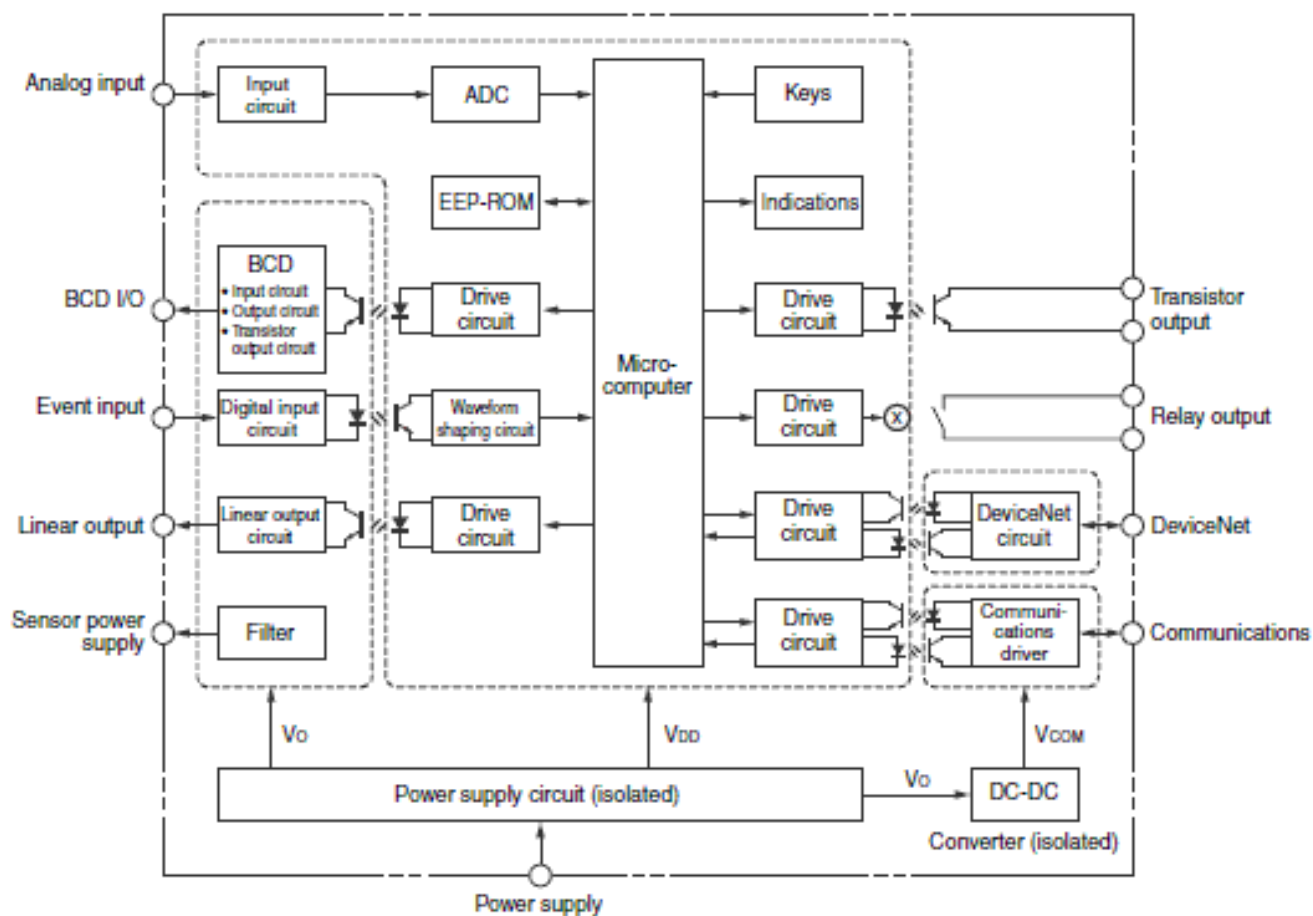 Analog input
Input
circuit
ADC
Keys
EEP-ROM
Indications
BCD
• Input circuit
• Output circuit
• Transistor
output circuit
BCD I/O
Drive
circuit
Drive
circuit
Transistor
output
Micro-
computer
Event input
Digital input
circuit
Waveform
shaping circuit
Drive
circuit
X
Relay output
Linear output
Linear output
circuit
Drive
circuit
Drive
circuit
DeviceNet
circuit
DeviceNet
Sensor power
supply
Filter
Drive
circuit
Communi-
cations
driver
Communications
VO
VDD
VCOM
Power supply circuit (isolated)
VO
DC-DC
Converter (isolated)
Power supply